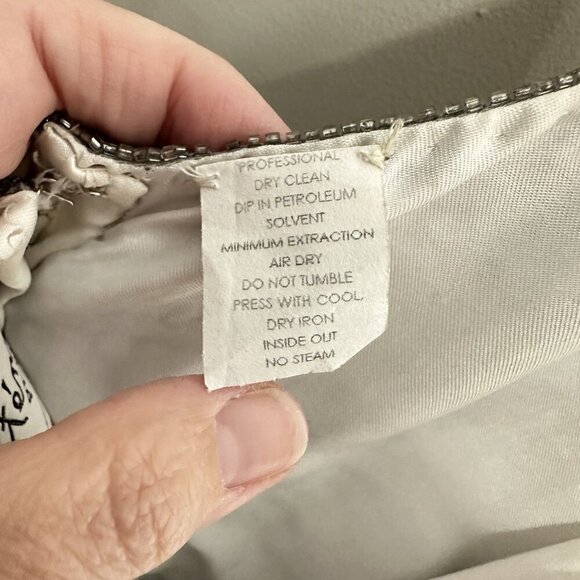 PROFESSIONAL
DRY CLEAN
DIP IN PETROLEUM
SOLVENT
MINIMUM EXTRACTION
AIR DRY
DO NOT TUMBLE
PRESS WITH COOL,
DRY IRON
INSIDE OUT
NO STEAM